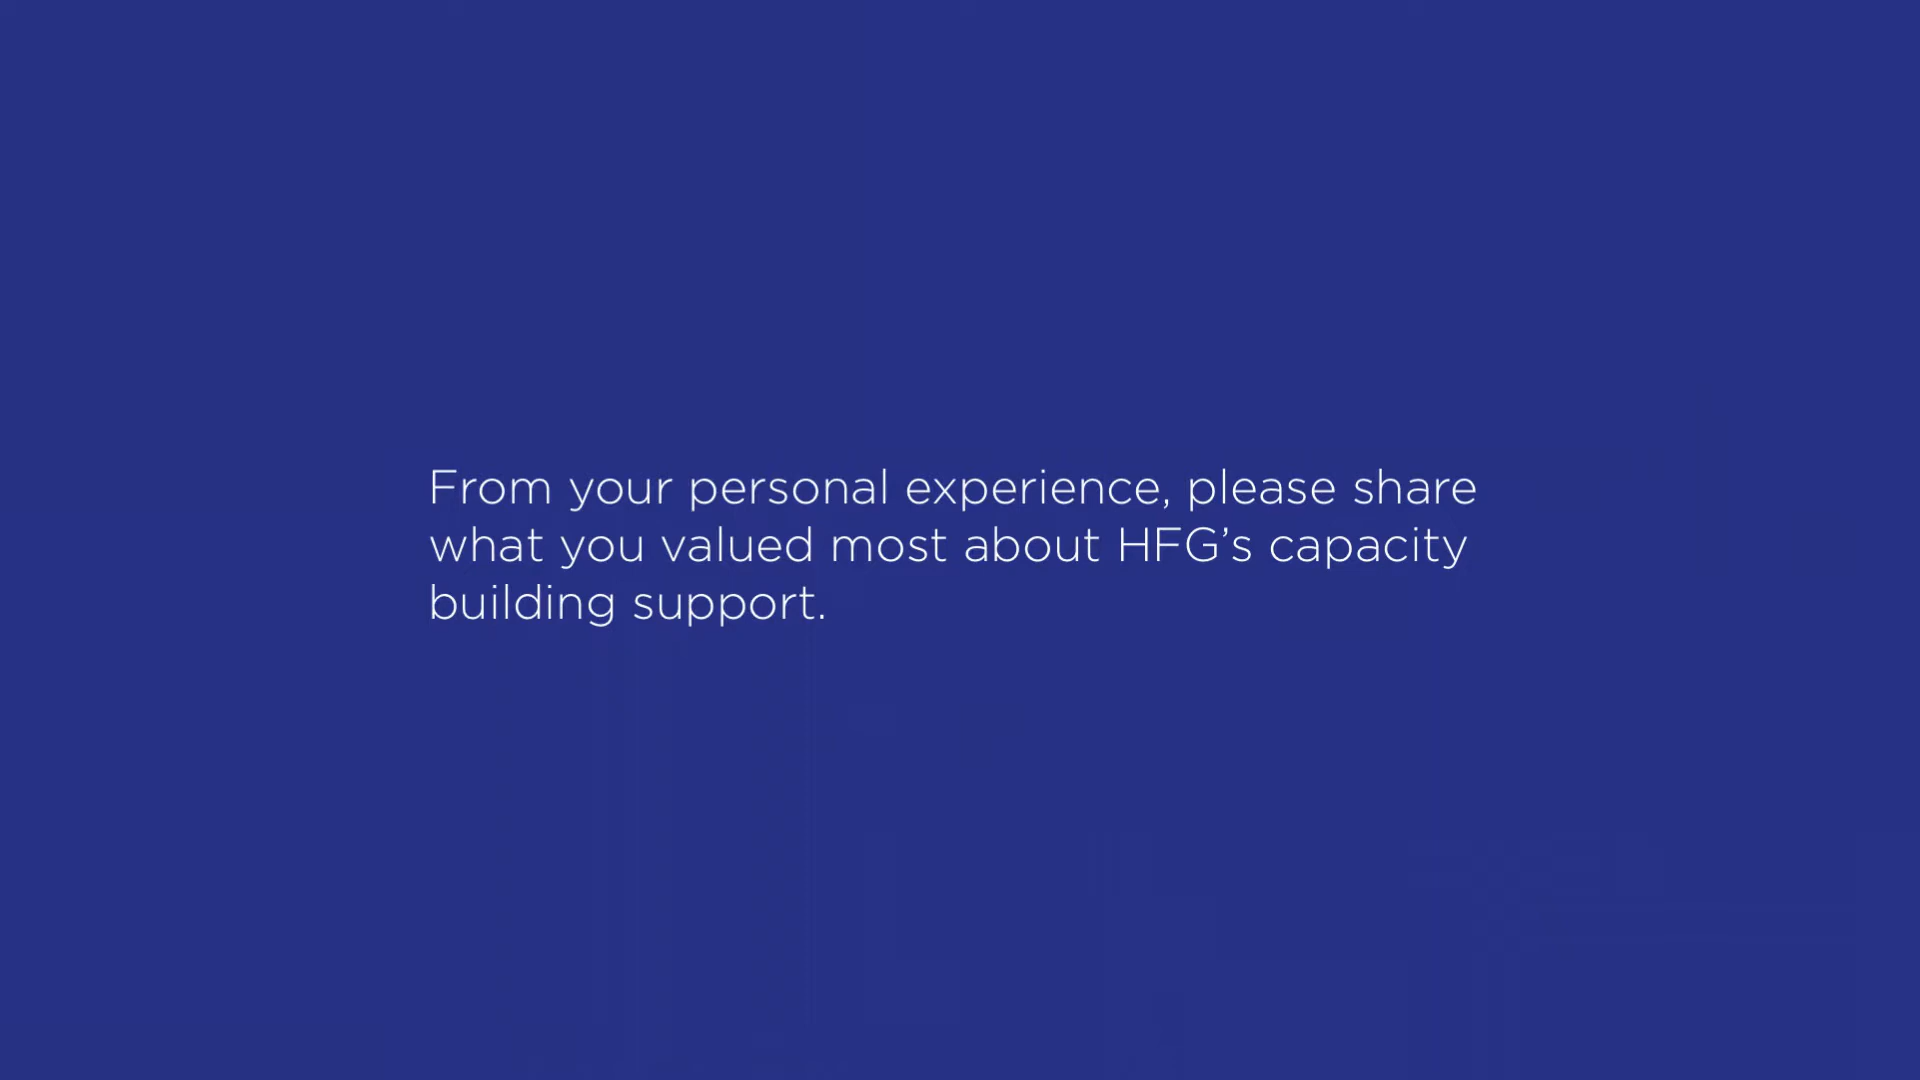 From your personal experience, please share
what you valued most about HFG’s capacity
building support.